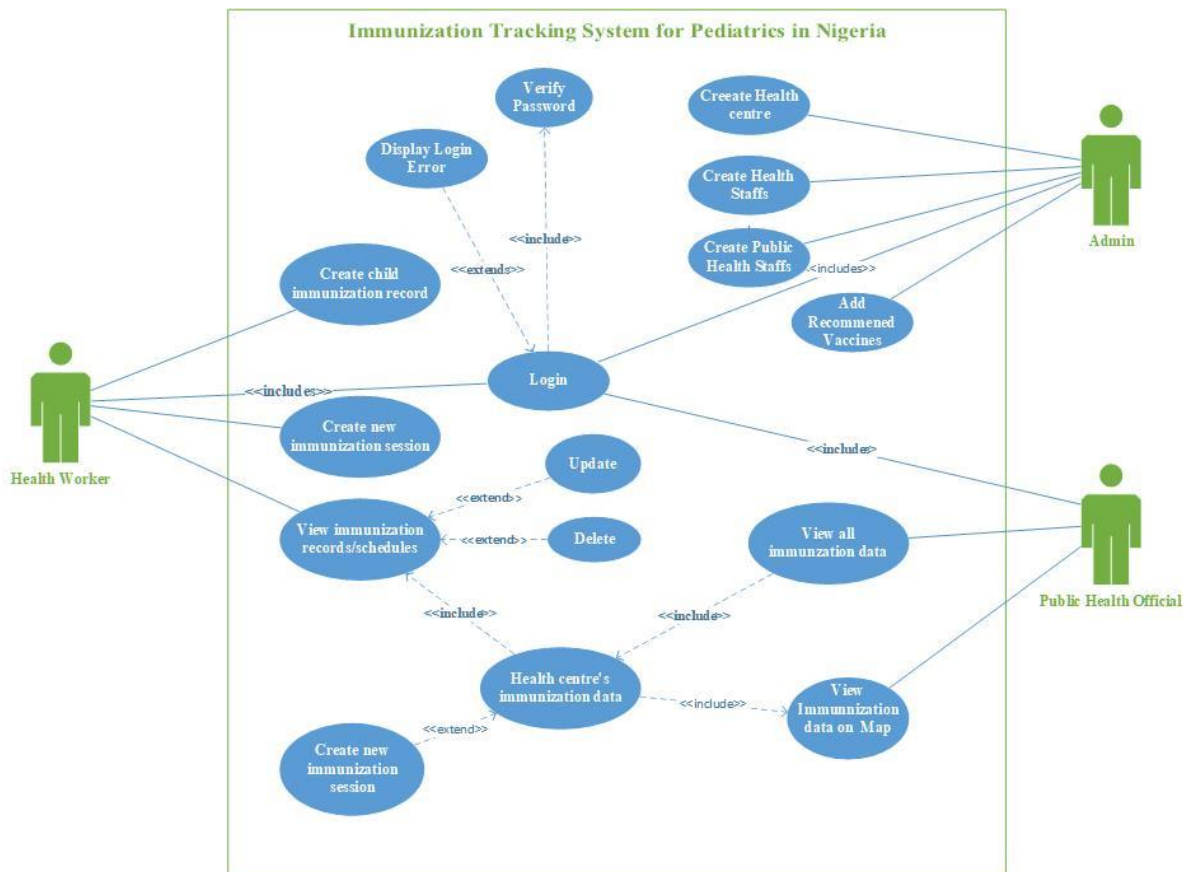 Immunization Tracking System for Pediatrics in Nigeria
Verify
Password
Creeate Health
centre
Display Login
Error
Create Health
Staffs
Admin
<<include>>
Create Public
Health Staffs
<<includes>>
<<extends>>
Create child
immunization record
Add
Recommened
Vaccines
Login
<<includes>>
Create new
immunization session
<<includes>
Health Worker
Update
<<extend>>
View immunization
records/schedules
<<extend>>
Delete
View all
immunzation data
Public Health Official
<<include>>
<<include>>
Health centre's
immunization data
<<include>>
View
Immunnization
data on Map
<<extend>>
Create new
immunization
session